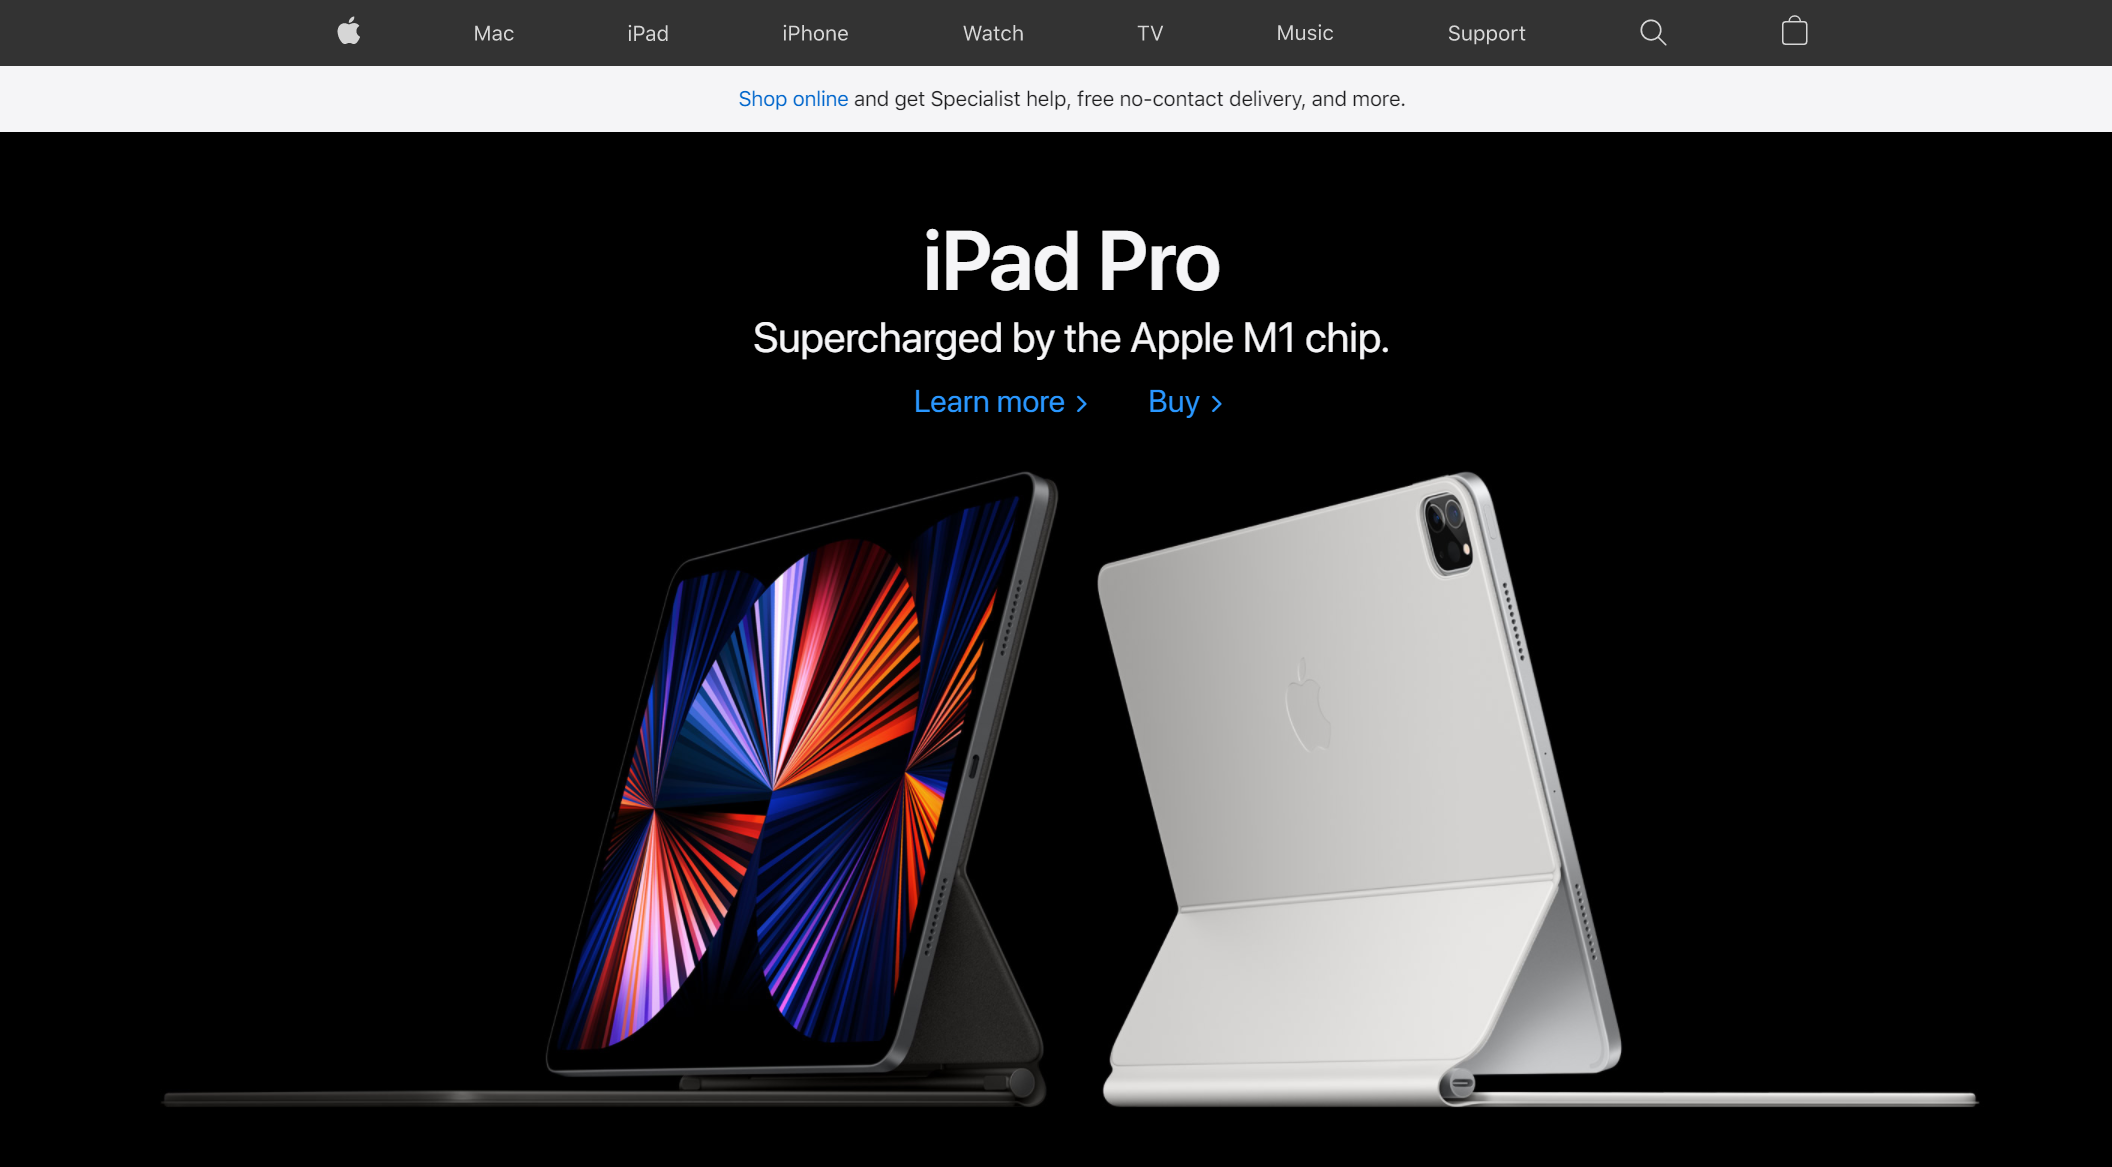 Mac iPad iPhone Watch TV Music Support
Shop online and get Specialist help, free no-contact delivery, and more.
iPad Pro
Supercharged by the Apple M1 chip.
Learn more > Buy >